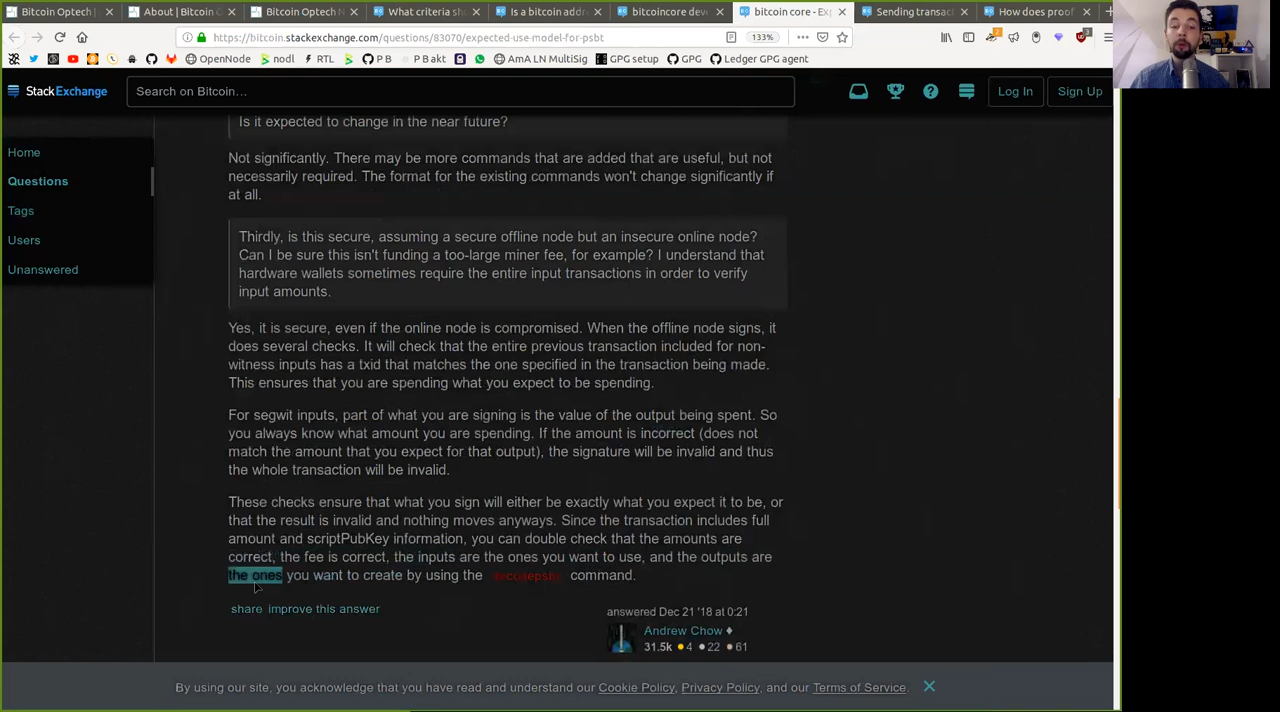 Bitcoin Optech
About | Bitcoin
Bitcoin Optech N
What criteria sh
Is a bitcoin addr
bitcoincore deve
bitcoin core - Exp
Sending transac
How does proof
https://bitcoin.stackexchange.com/questions/83070/expected-use-model-for-psbt
133%
OpenNode
nodl
RTL
P B
P B akt
AmA LN MultiSig
GPG setup
GPG
Ledger GPG agent
StackExchange
Search on Bitcoin…
Log In
Sign Up
Home
Questions
Tags
Users
Unanswered
Is it expected to change in the near future?
Not significantly. There may be more commands that are added that are useful, but not
necessarily required. The format for the existing commands won't change significantly if
at all.
Thirdly, is this secure, assuming a secure offline node but an insecure online node?
Can I be sure this isn't funding a too-large miner fee, for example? I understand that
hardware wallets sometimes require the entire input transactions in order to verify
input amounts.
Yes, it is secure, even if the online node is compromised. When the offline node signs, it
does several checks. It will check that the entire previous transaction included for non-
witness inputs has a txid that matches the one specified in the transaction being made.
This ensures that you are spending what you expect to be spending.
For segwit inputs, part of what you are signing is the value of the output being spent. So
you always know what amount you are spending. If the amount is incorrect (does not
match the amount that you expect for that output), the signature will be invalid and thus
the whole transaction will be invalid.
These checks ensure that what you sign will either be exactly what you expect it to be, or
that the result is invalid and nothing moves anyways. Since the transaction includes full
amount and scriptPubKey information, you can double check that the amounts are
correct, the fee is correct, the inputs are the ones you want to use, and the outputs are
the ones you want to create by using the decodepsbt command.
share improve this answer
answered Dec 21 '18 at 0:21
Andrew Chow ♦
31.5k 4 22 61
By using our site, you acknowledge that you have read and understand our Cookie Policy, Privacy Policy, and our Terms of Service.